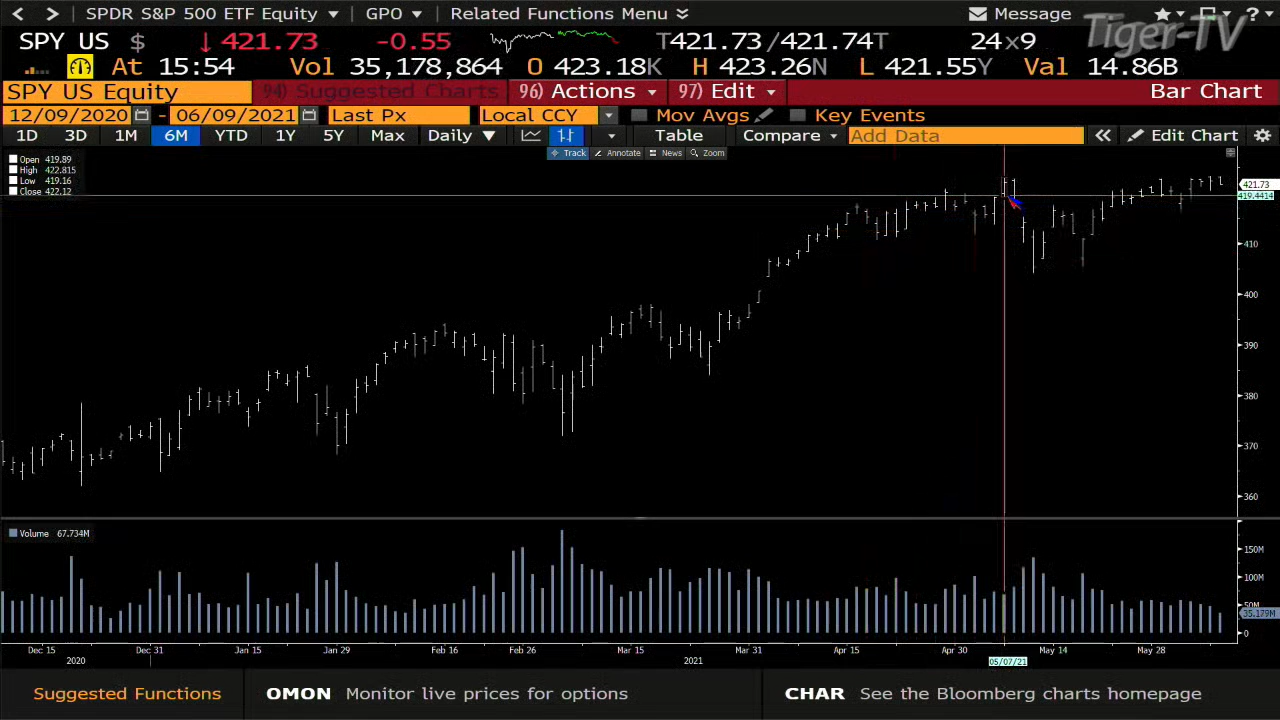 SPDR S&P 500 ETF Equity GPO Related Functions Menu Message ?
SPY US $ ↓421.73 -0.55 T421.73/421.74T 24x9 Tiger-TV
At 15:54 Vol 35,178,864 O 423.18K H 423.26N L 421.55Y Val 14.86B
SPY US Equity 94) Suggested Charts 96) Actions 97) Edit Bar Chart
12/09/2020 - 06/09/2021 Last Px Local CCY Mov Avgs Key Events
1D 3D 1M 6M YTD 1Y 5Y Max Daily Table Compare Add Data « Edit Chart
Track Annotate News Zoom
Open 419.89
High 422.815
Low 419.16
Close 422.12
421.73
419.4414
410
400
390
380
370
360
Volume 67.734M
150M
100M
50M
35.179M
0
Dec 15 Dec 31 Jan 15 Jan 29 Feb 16 Feb 26 Mar 15 Mar 31 Apr 15 Apr 30 May 14 May 28
2020 2021 05/07/21
Suggested Functions OMON Monitor live prices for options CHAR See the Bloomberg charts homepage